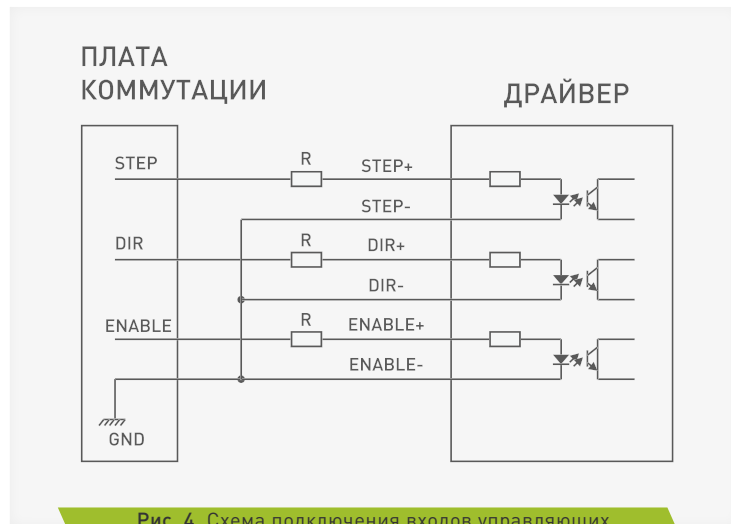 ПЛАТА
КОММУТАЦИИ
ДРАЙВЕР
STEP
R
STEP+
STEP-
DIR
R
DIR+
DIR-
ENABLE
R
ENABLE+
ENABLE-
GND
Рис. 4. Схема подключения входов управляющих